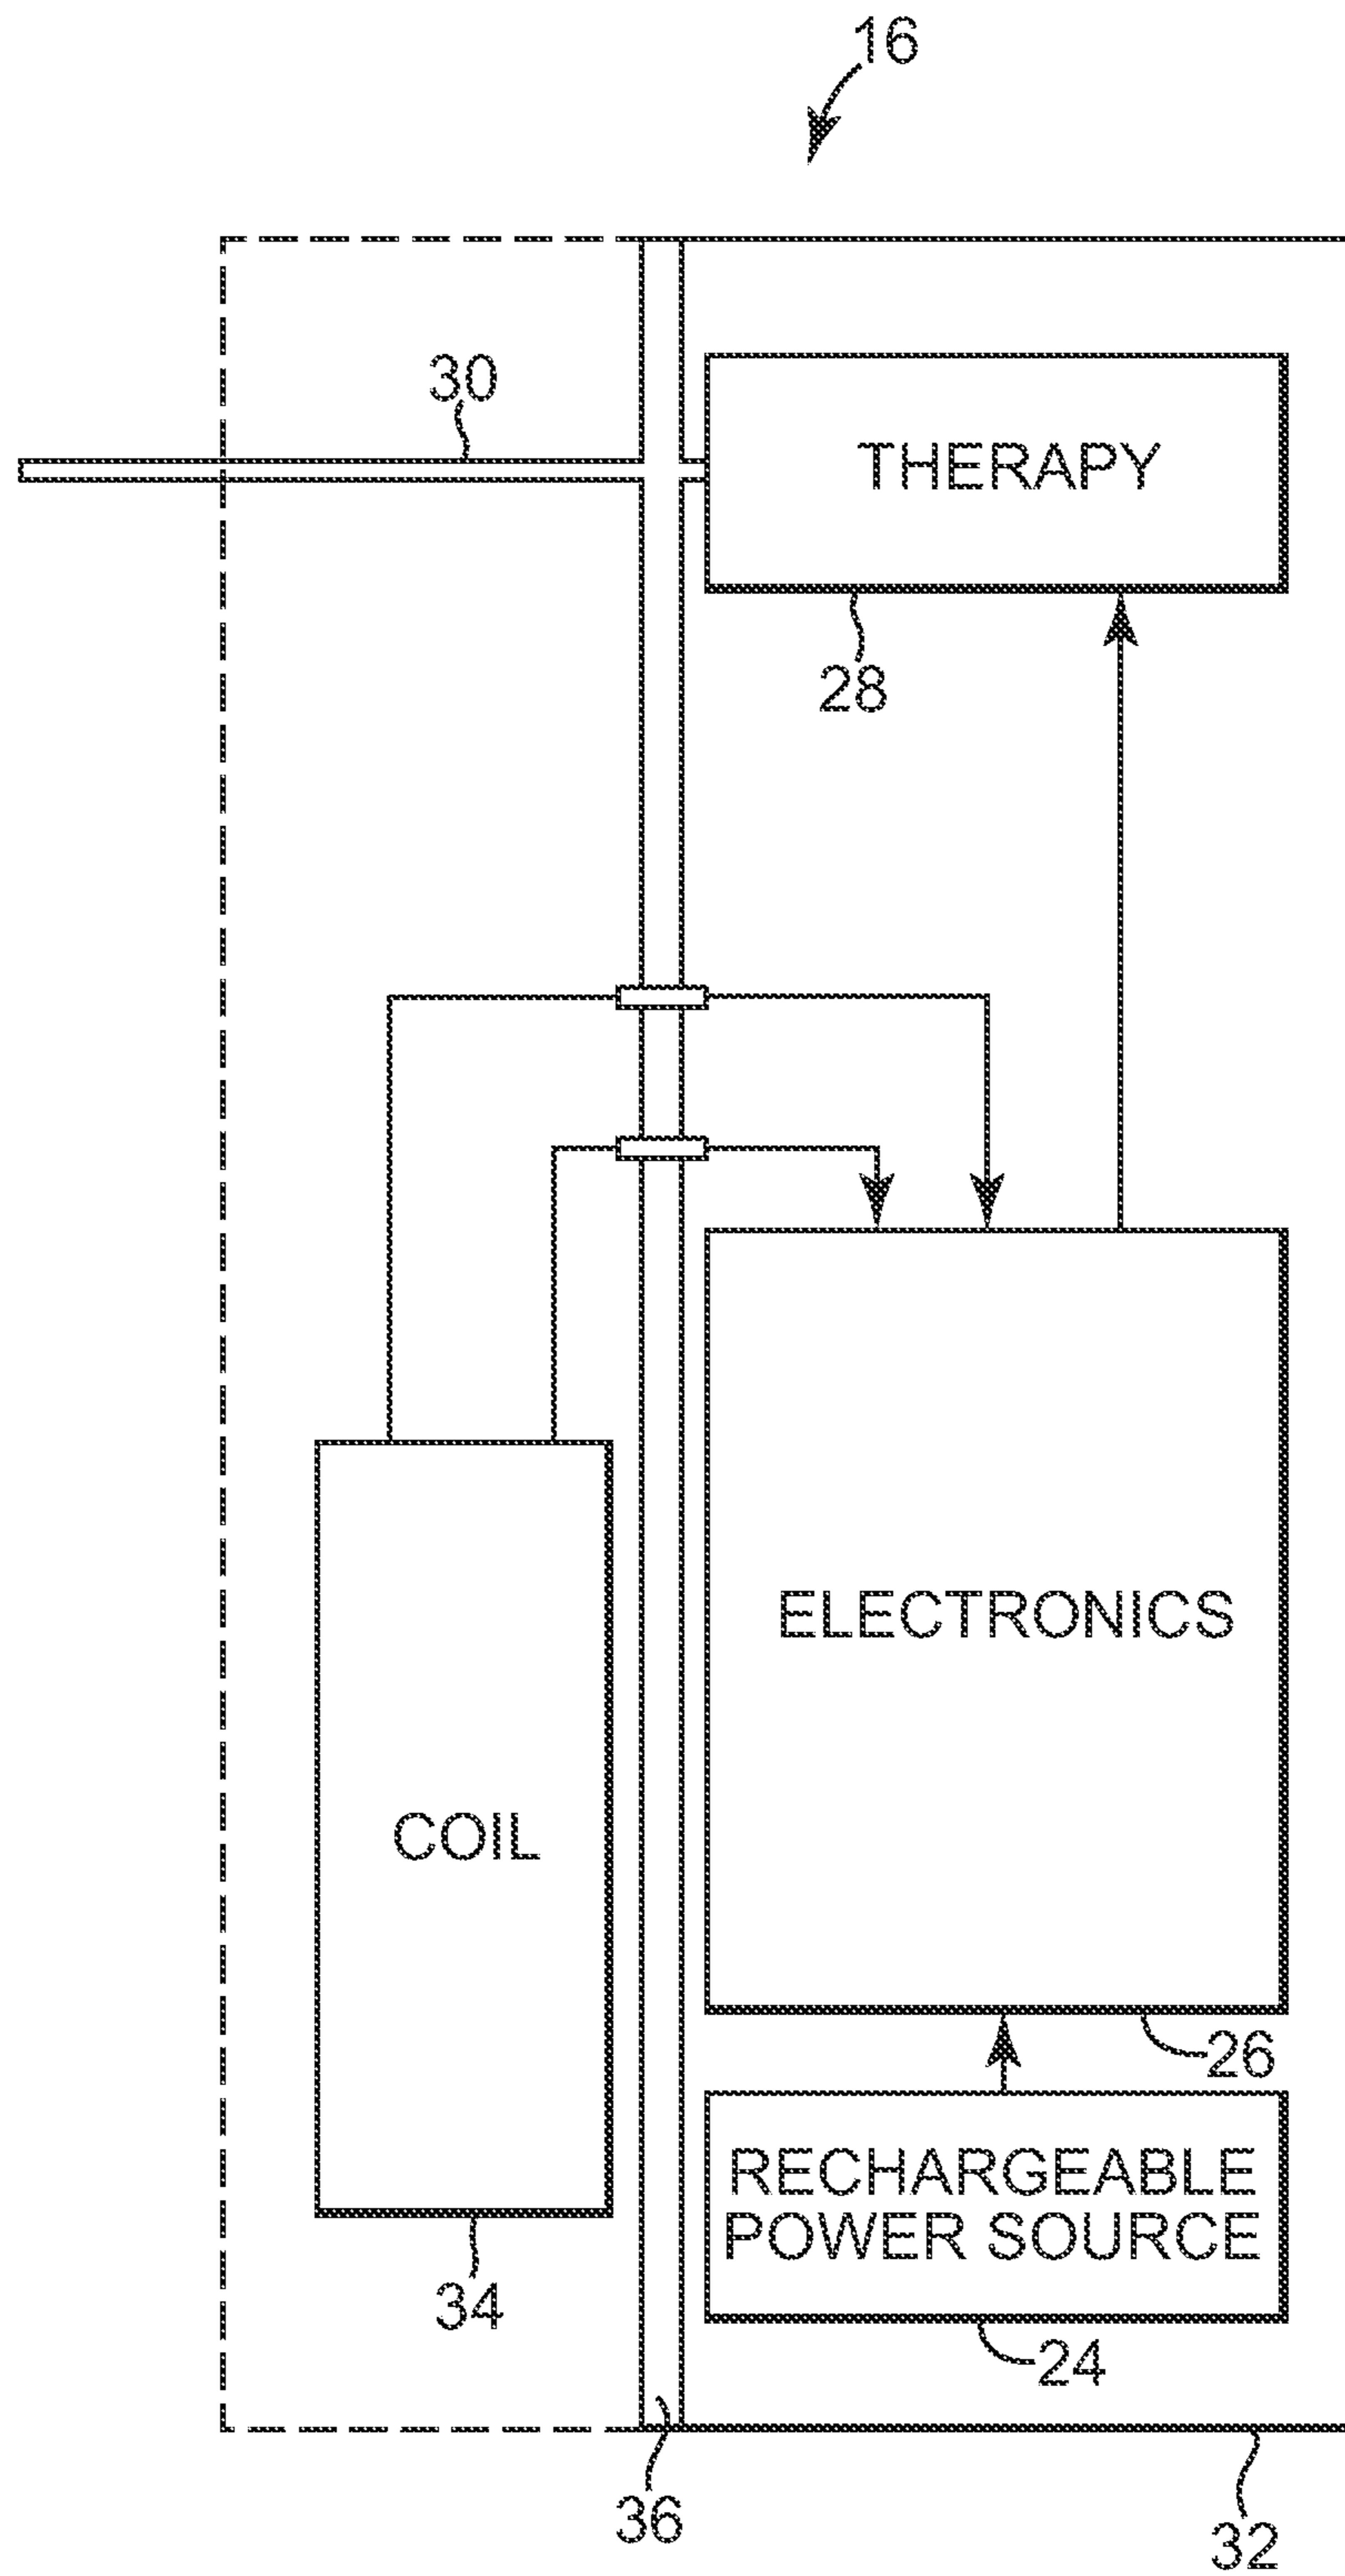 16
30
THERAPY
28
ELECTRONICS
COIL
26
RECHARGEABLE
POWER SOURCE
34
24
36
32